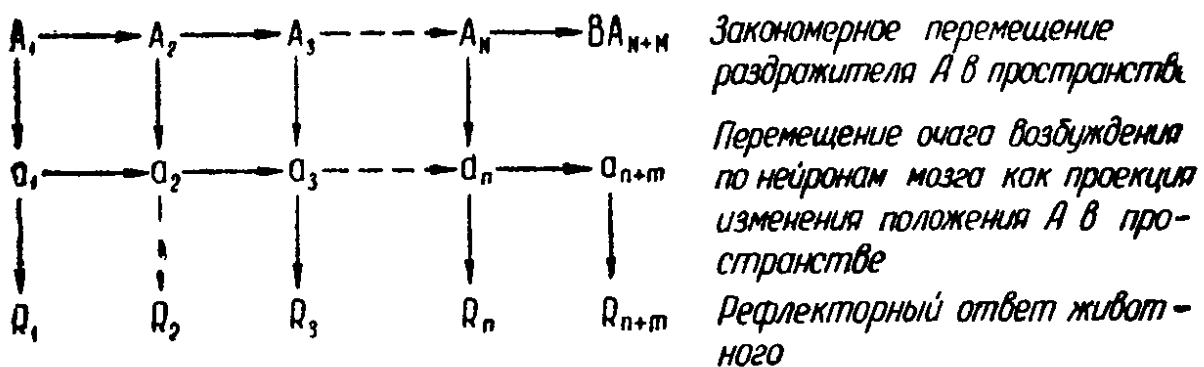 A₁ A₂ A₃ Aₙ BAₙ₊ₘ
Закономерное перемещение
раздражителя А в пространстве
a₁ a₂ a₃ aₙ aₙ₊ₘ
Перемещение очага возбуждения
по нейронам мозга как проекция
изменения положения А в про-
странстве
R₁ R₂ R₃ Rₙ Rₙ₊ₘ
Рефлекторный ответ живот-
ного